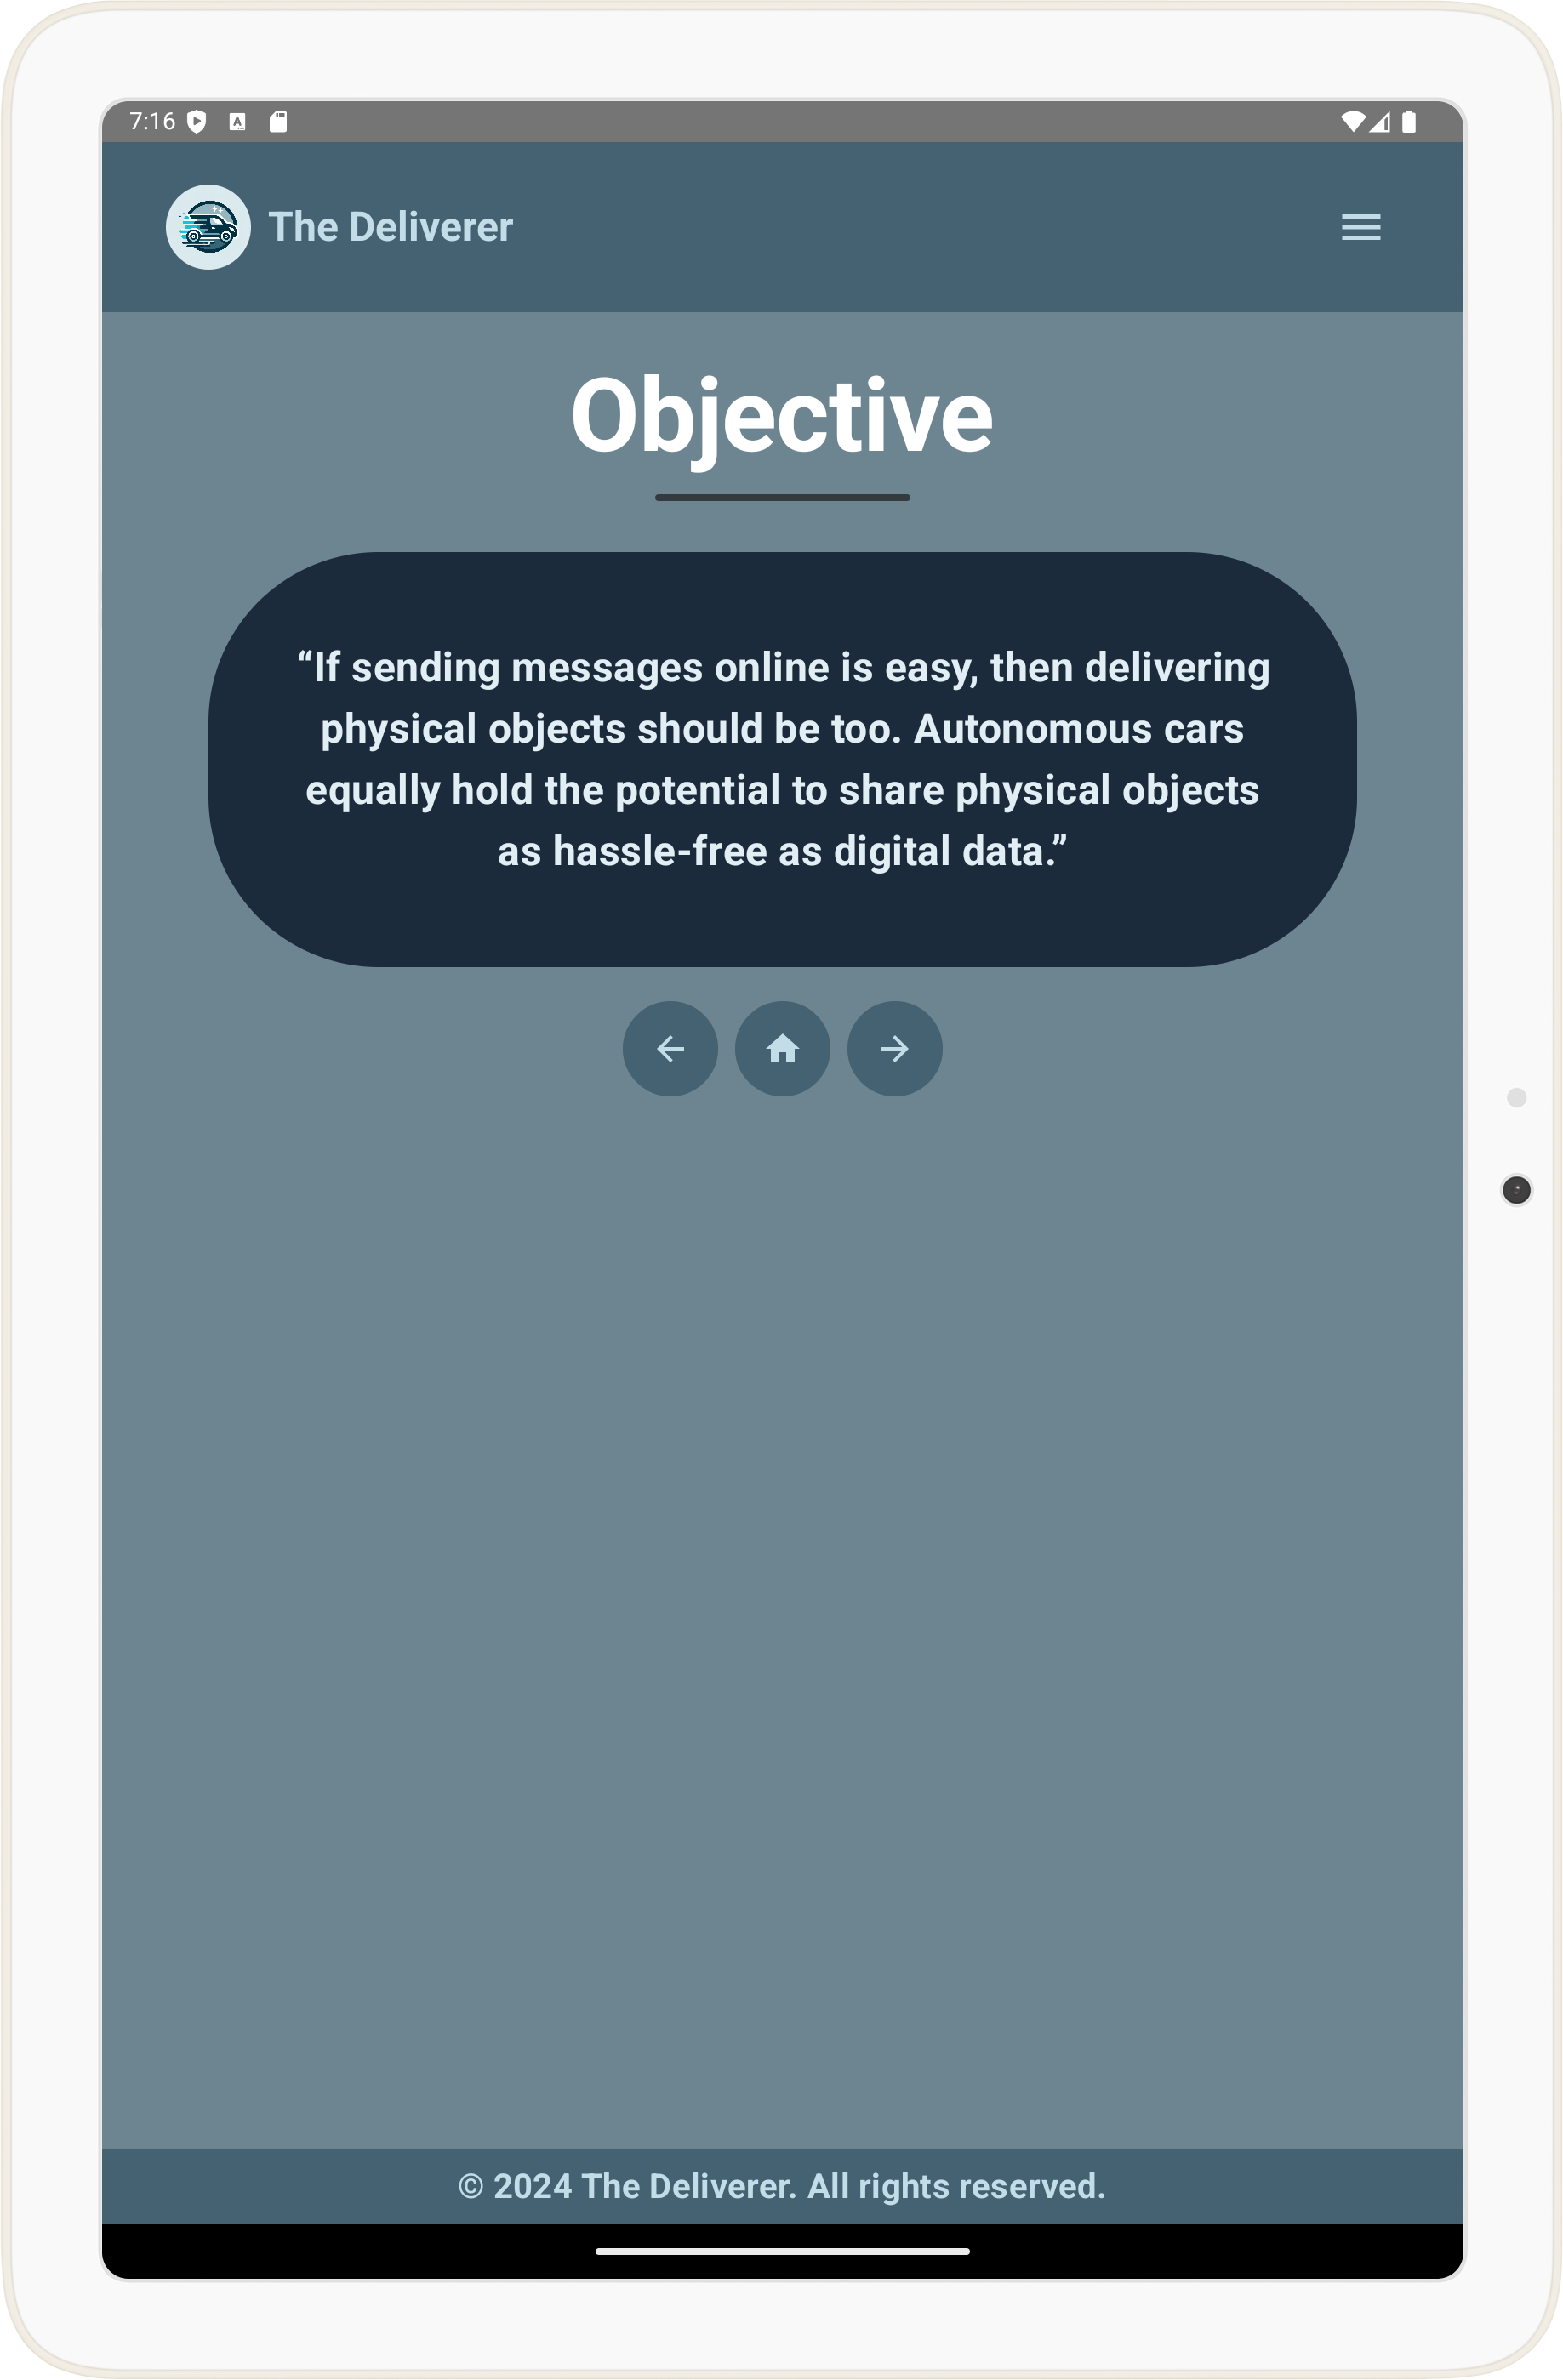 7:16
The Deliverer
Objective
“If sending messages online is easy, then delivering
physical objects should be too. Autonomous cars
equally hold the potential to share physical objects
as hassle-free as digital data.”
© 2024 The Deliverer. All rights reserved.